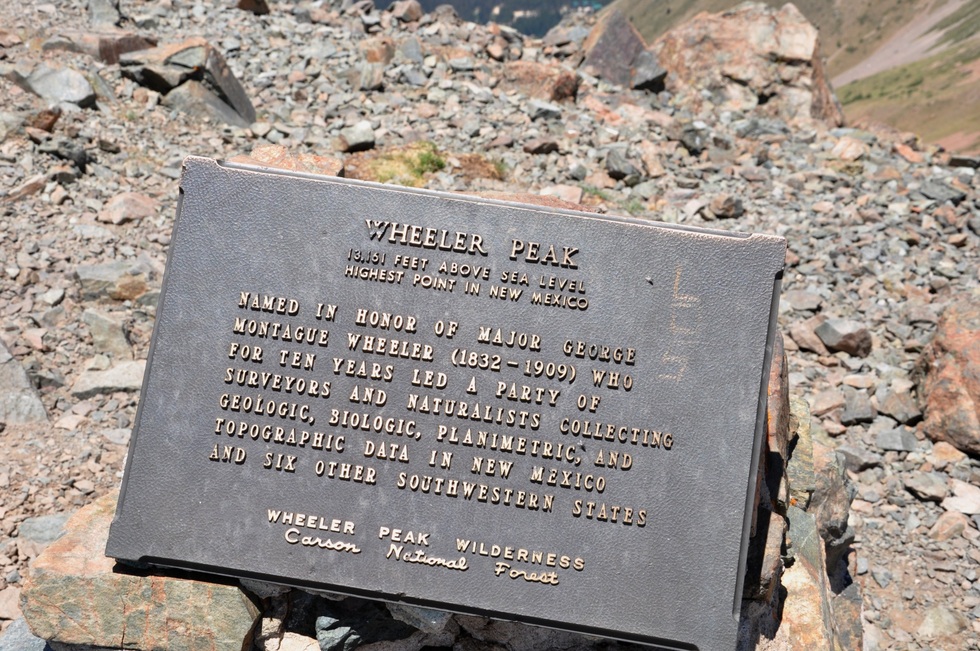 WHEELER PEAK
13,161 FEET ABOVE SEA LEVEL
HIGHEST POINT IN NEW MEXICO
NAMED IN HONOR OF MAJOR GEORGE
MONTAGUE WHEELER (1832-1909) WHO
FOR TEN YEARS LED A PARTY OF
SURVEYORS AND NATURALISTS COLLECTING
GEOLOGIC, BIOLOGIC, PLANIMETRIC, AND
TOPOGRAPHIC DATA IN NEW MEXICO
AND SIX OTHER SOUTHWESTERN STATES
WHEELER PEAK WILDERNESS
Carson National Forest